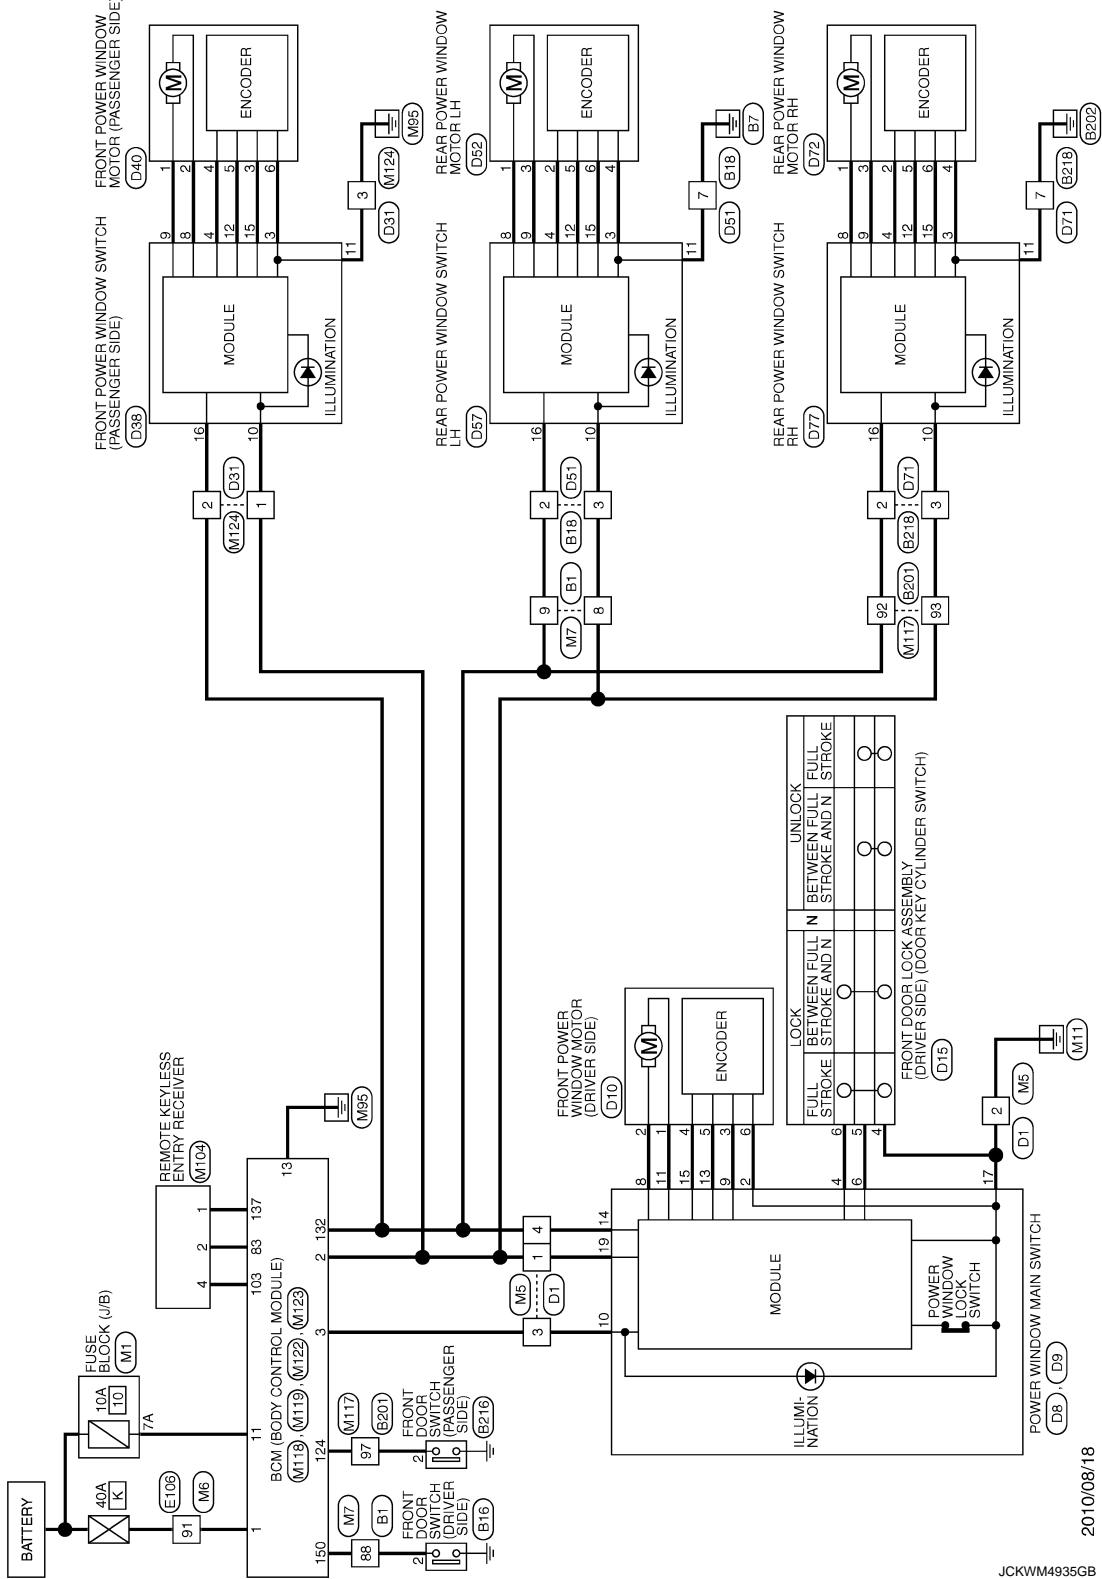 BATTERY
40A
K
E106
91
M6
1
FUSE
BLOCK (J/B)
M1
10A
10
7A
11
REMOTE KEYLESS
ENTRY RECEIVER
M104
4
2
1
103
83
137
BCM (BODY CONTROL MODULE)
M118 , M119 , M122 , M123
13
M95
150
124
3
2
132
M7
88
B1
FRONT
DOOR
SWITCH
(DRIVER
SIDE)
B16
2
M117
97
B201
FRONT
DOOR
SWITCH
(PASSENGER
SIDE)
B216
2
M5
D1
3
1
4
10
19
14
MODULE
POWER
WINDOW
LOCK
SWITCH
ILLUMI-
NATION
POWER WINDOW MAIN SWITCH
D8 , D9
8
11
15
13
9
2
4
6
17
2
1
4
5
3
6
6
5
4
FRONT POWER
WINDOW MOTOR
(DRIVER SIDE)
D10
M
ENCODER
LOCK
N
UNLOCK
FULL
STROKE
BETWEEN FULL
STROKE AND N
BETWEEN FULL
STROKE AND N
FULL
STROKE
FRONT DOOR LOCK ASSEMBLY
(DRIVER SIDE) (DOOR KEY CYLINDER SWITCH)
D15
D1
2
M5
M11
M124
2
1
D31
16
10
FRONT POWER WINDOW SWITCH
(PASSENGER SIDE)
D38
MODULE
ILLUMINATION
9
8
4
12
15
3
11
1
2
4
5
3
6
FRONT POWER WINDOW
MOTOR (PASSENGER SIDE)
D40
M
ENCODER
D31
3
M124
M95
M7
9
8
B1
B18
2
3
D51
16
10
REAR POWER WINDOW SWITCH
LH
D57
MODULE
ILLUMINATION
8
9
4
12
15
3
11
1
3
2
5
6
4
REAR POWER WINDOW
MOTOR LH
D52
M
ENCODER
D51
7
B18
B7
M117
92
93
B201
B218
2
3
D71
16
10
REAR POWER WINDOW SWITCH
RH
D77
MODULE
ILLUMINATION
8
9
4
12
15
3
11
1
3
2
5
6
4
REAR POWER WINDOW
MOTOR RH
D72
M
ENCODER
D71
7
B218
B202
2010/08/18
JCKWM4935GB